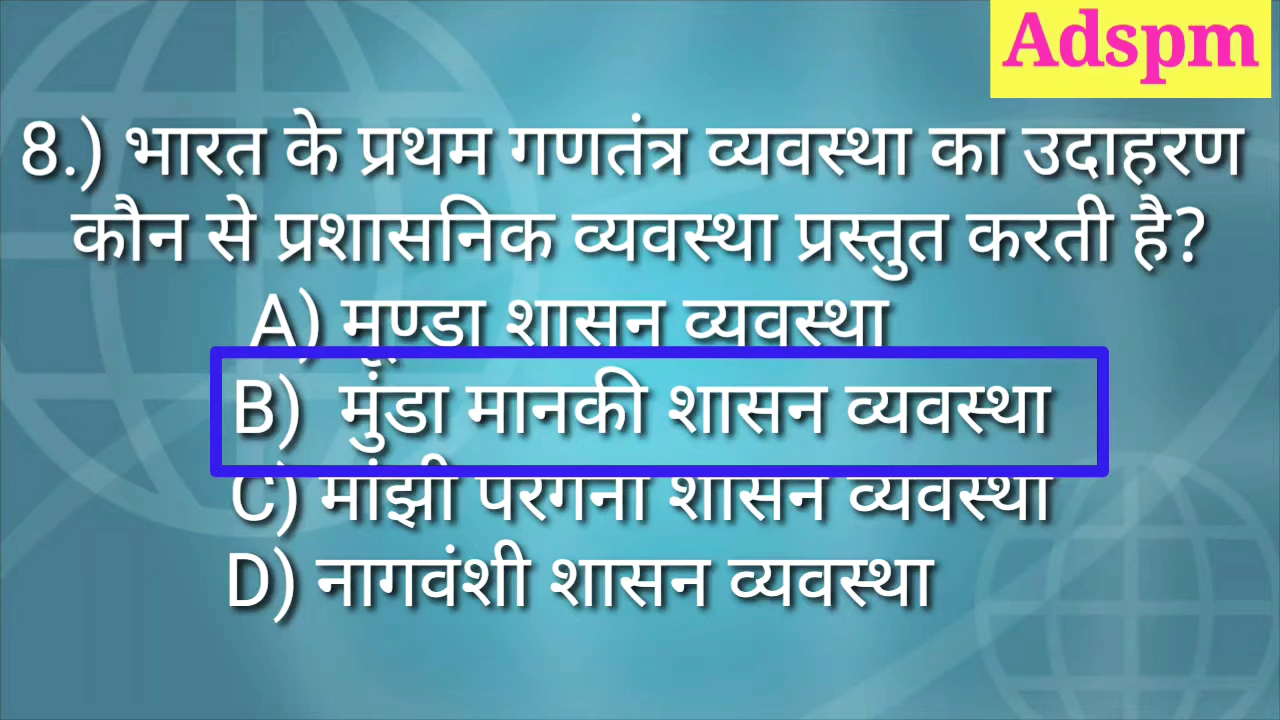 Adspm
8.) भारत के प्रथम गणतंत्र व्यवस्था का उदाहरण
कौन से प्रशासनिक व्यवस्था प्रस्तुत करती है?
A) मुण्डा शासन व्यवस्था
B) मुंडा मानकी शासन व्यवस्था
C) मांझी परगना शासन व्यवस्था
D) नागवंशी शासन व्यवस्था